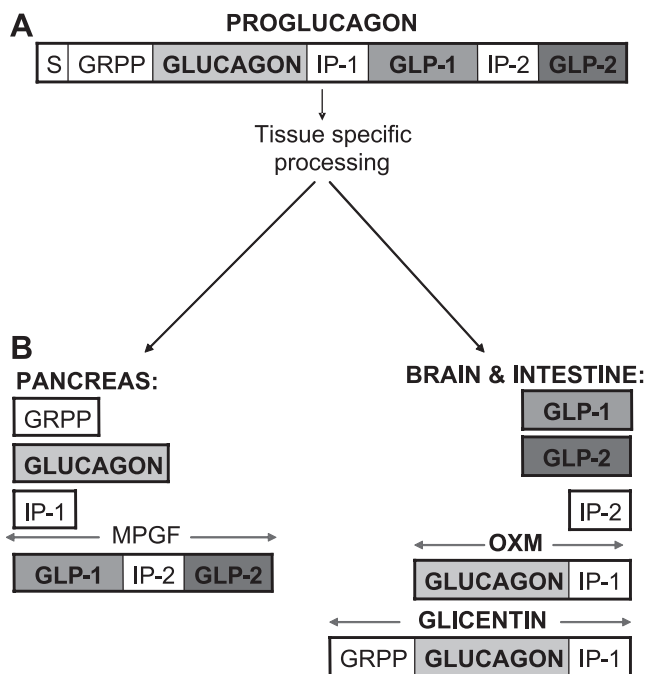 A
PROGLUCAGON
S GRPP GLUCAGON IP-1 GLP-1 IP-2 GLP-2
Tissue specific
processing
B
PANCREAS:
GRPP
GLUCAGON
IP-1
MPGF
GLP-1 IP-2 GLP-2
BRAIN & INTESTINE:
GLP-1
GLP-2
IP-2
OXM
GLUCAGON IP-1
GLICENTIN
GRPP GLUCAGON IP-1